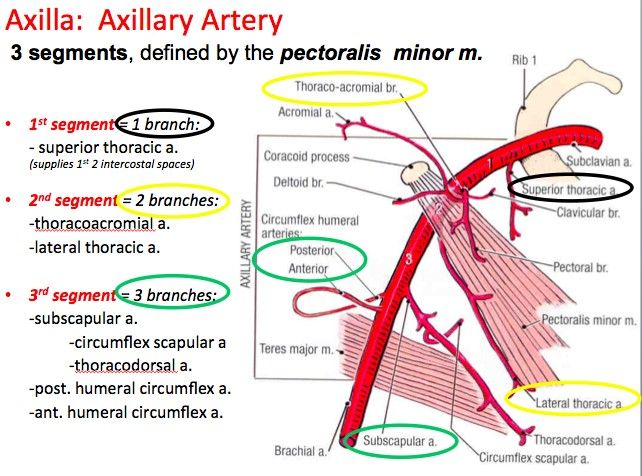 Axilla:  Axillary Artery
3 segments, defined by the pectoralis  minor m.
• 1st segment = 1 branch:
- superior thoracic a.
(supplies 1st 2 intercostal spaces)
• 2nd segment = 2 branches:
-thoracoacromial a.
-lateral thoracic a.
• 3rd segment = 3 branches:
-subscapular a.
-circumflex scapular a
-thoracodorsal a.
-post. humeral circumflex a.
-ant. humeral circumflex a.
Rib 1
Thoraco-acromial br.
Acromial a.
Coracoid process
Deltoid br.
AXILLARY ARTERY
Circumflex humeral
arteries:
Posterior
Anterior
Teres major m.
Brachial a.
Subscapular a.
1
2
3
Subclavian a.
Superior thoracic a
Clavicular br.
Pectoral br.
Pectoralis minor m.
Lateral thoracic a
Thoracodorsal a.
Circumflex scapular a.